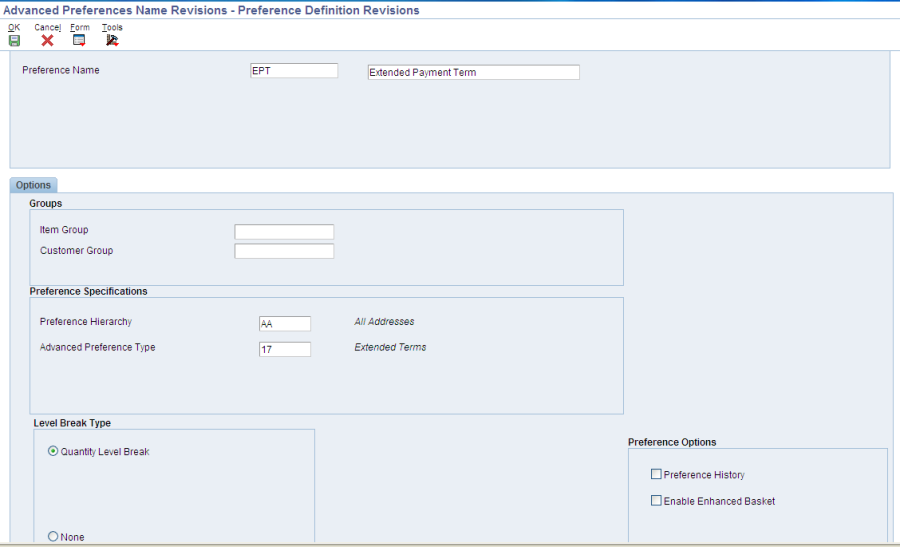 Advanced Preferences Name Revisions - Preference Definition Revisions
OK Cancel Form Tools
Preference Name EPT Extended Payment Term
Options
Groups
Item Group
Customer Group
Preference Specifications
Preference Hierarchy AA All Addresses
Advanced Preference Type 17 Extended Terms
Level Break Type
Quantity Level Break
None
Preference Options
Preference History
Enable Enhanced Basket